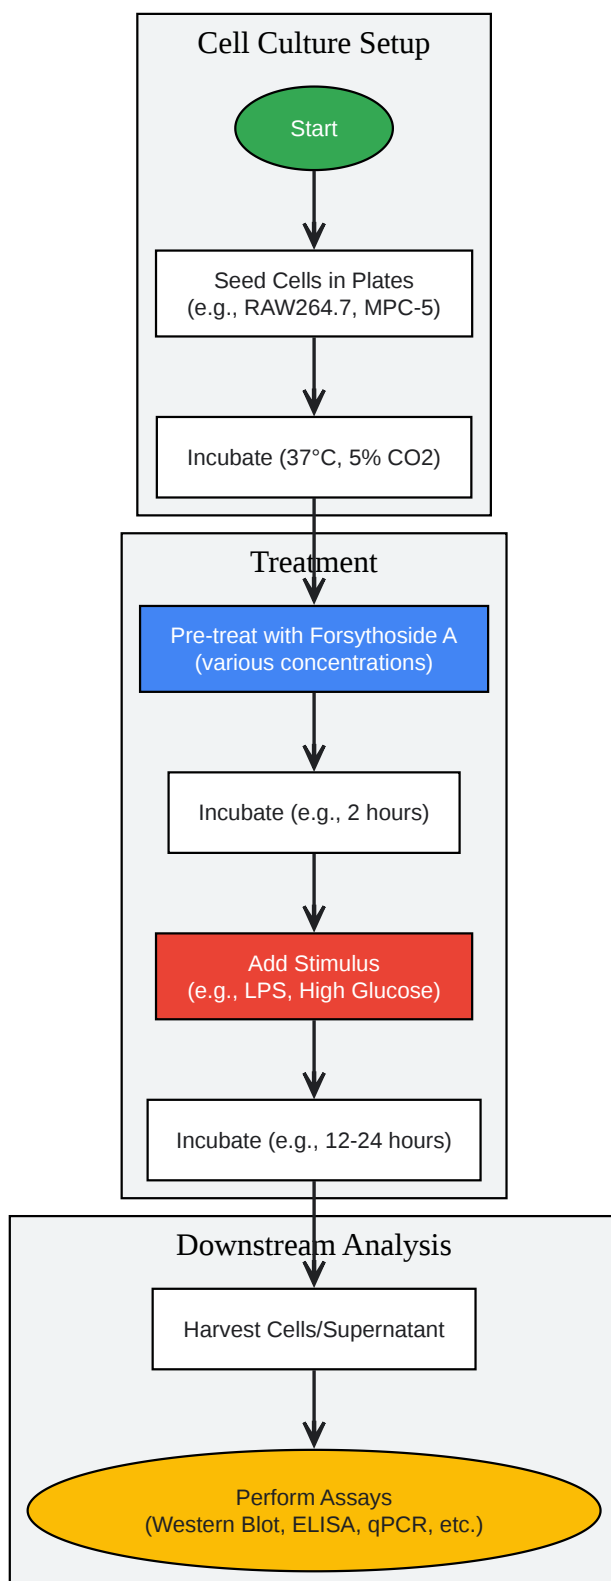 Cell Culture Setup
Start
Seed Cells in Plates
(e.g., RAW264.7, MPC-5)
Incubate (37°C, 5% CO2)
Treatment
Pre-treat with Forsythoside A
(various concentrations)
Incubate (e.g., 2 hours)
Add Stimulus
(e.g., LPS, High Glucose)
Incubate (e.g., 12-24 hours)
Downstream Analysis
Harvest Cells/Supernatant
Perform Assays
(Western Blot, ELISA, qPCR, etc.)